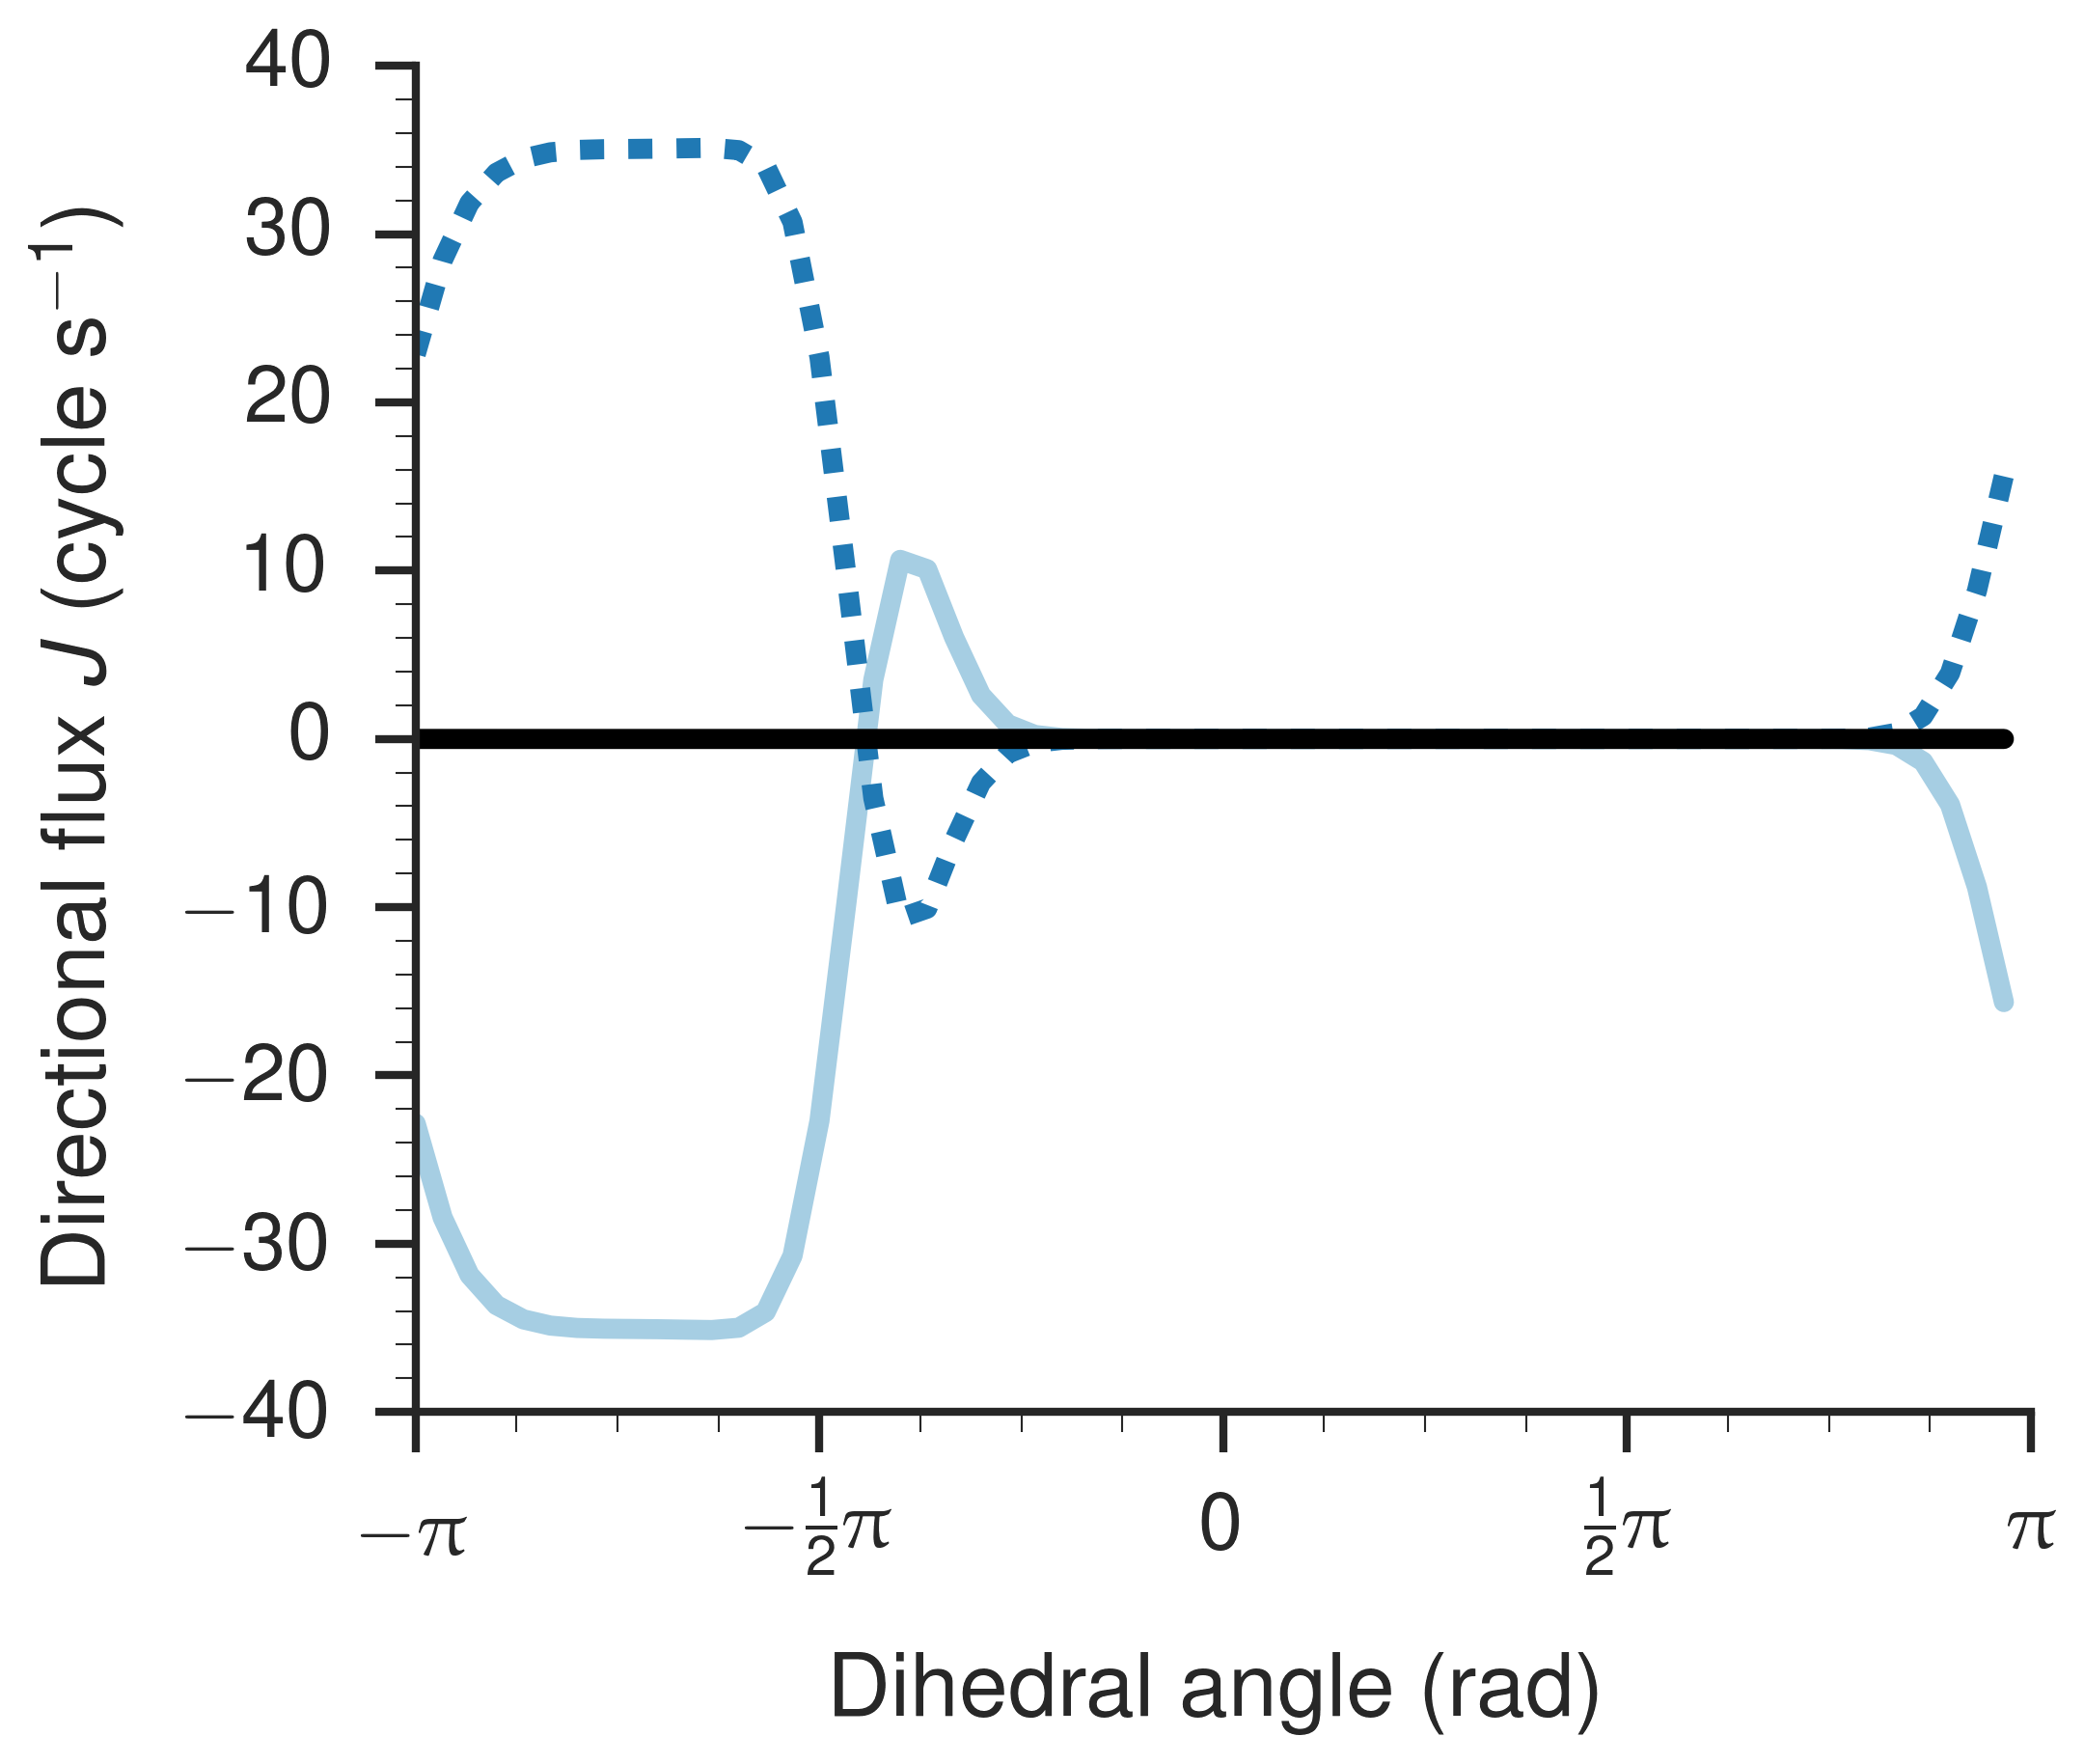 Directional flux J (cycle s⁻¹)
40
30
20
10
0
−10
−20
−30
−40
−π
−½π
0
½π
π
Dihedral angle (rad)